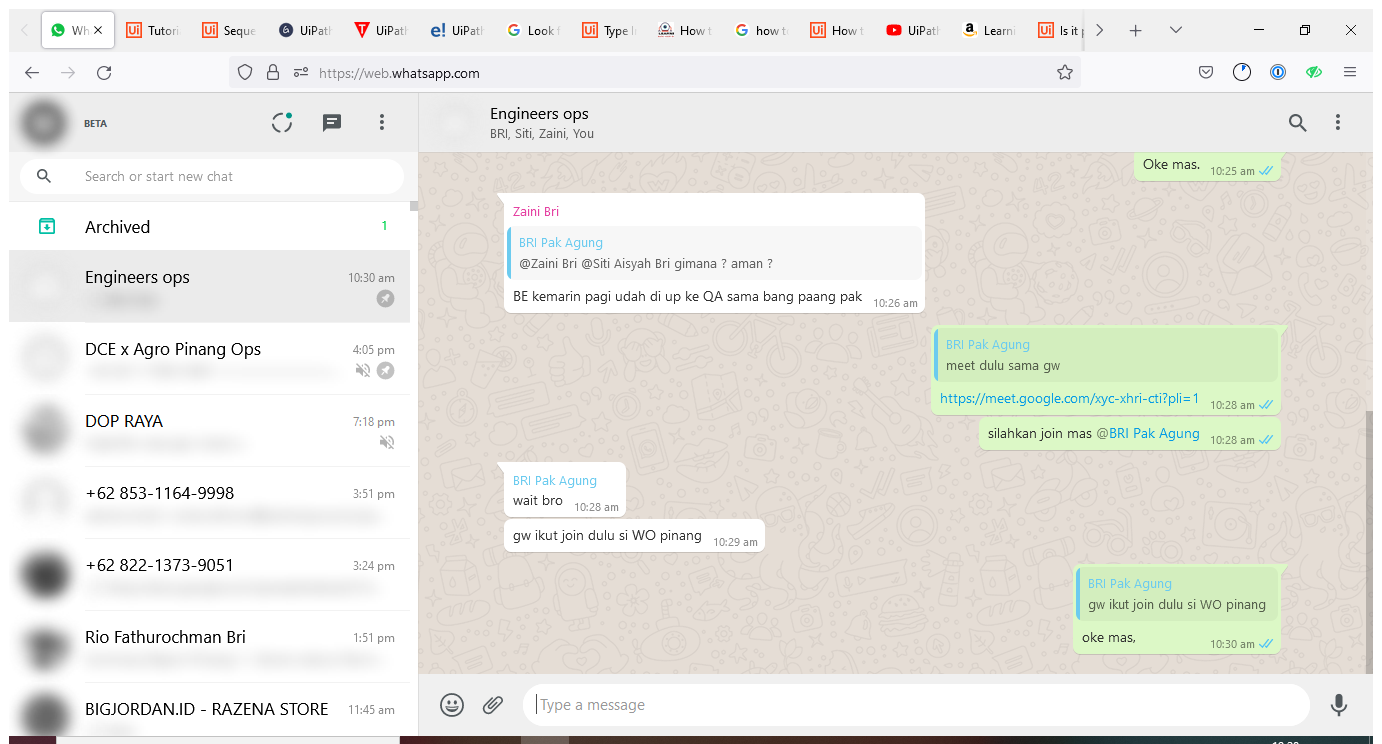 Wh
Tutori
Seque
UiPath
UiPath
UiPath
Look f
Type I
How t
how to
How t
UiPath
Learni
Is it p
https://web.whatsapp.com
BETA
Search or start new chat
Archived 1
Engineers ops 10:30 am
DCE x Agro Pinang Ops 4:05 pm
DOP RAYA 7:18 pm
+62 853-1164-9998 3:51 pm
+62 822-1373-9051 3:24 pm
Rio Fathurochman Bri 1:51 pm
BIGJORDAN.ID - RAZENA STORE 11:45 am
Engineers ops
BRI, Siti, Zaini, You
Oke mas. 10:25 am
Zaini Bri
BRI Pak Agung
@Zaini Bri @Siti Aisyah Bri gimana ? aman ?
BE kemarin pagi udah di up ke QA sama bang paang pak 10:26 am
BRI Pak Agung
meet dulu sama gw
https://meet.google.com/xyc-xhri-cti?pli=1 10:28 am
silahkan join mas @BRI Pak Agung 10:28 am
BRI Pak Agung
wait bro 10:28 am
gw ikut join dulu si WO pinang 10:29 am
BRI Pak Agung
gw ikut join dulu si WO pinang
oke mas, 10:30 am
Type a message